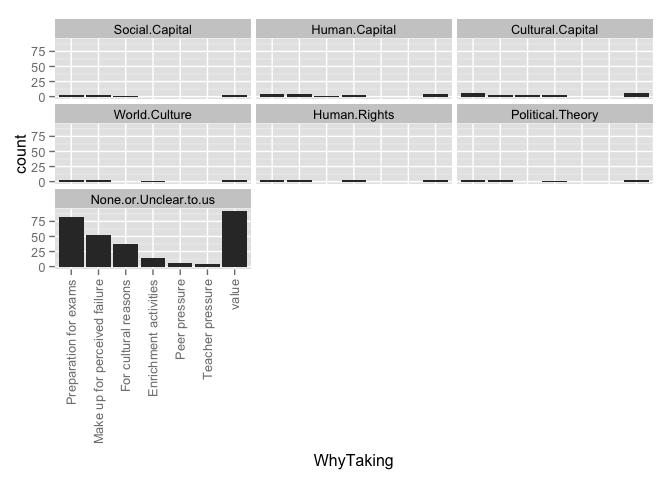 Social.Capital Human.Capital Cultural.Capital
75
50
25
0
World.Culture Human.Rights Political.Theory
75
50
25
0
None.or.Unclear.to.us
75
50
25
0
count
Preparation for exams
Make up for perceived failure
For cultural reasons
Enrichment activities
Peer pressure
Teacher pressure
value
WhyTaking